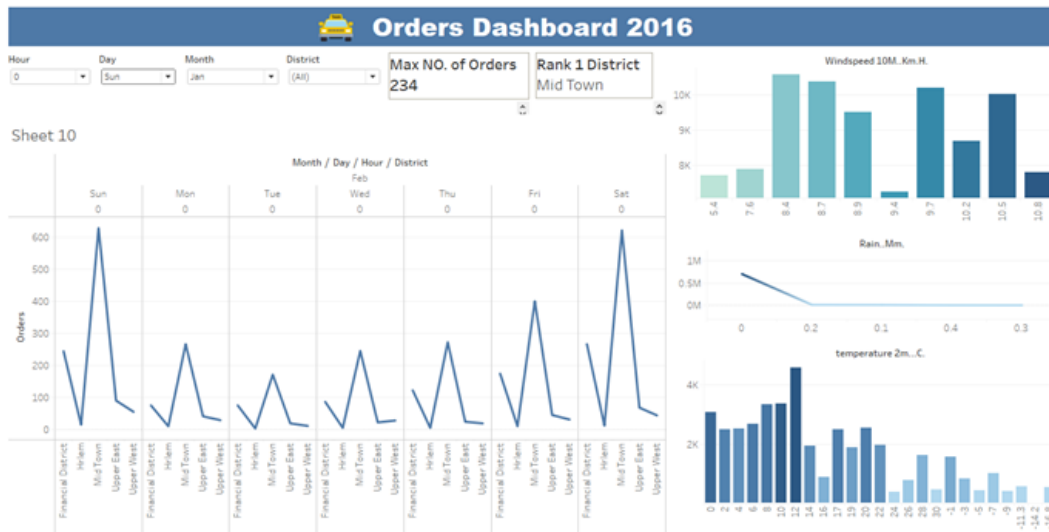 Orders Dashboard 2016
Hour
Day
Month
District
0
Sun
Jan
(All)
Max NO. of Orders
234
Rank 1 District
Mid Town
Sheet 10
Month / Day / Hour / District
Feb
Sun Mon Tue Wed Thu Fri Sat
0 0 0 0 0 0 0
Orders
600
500
400
300
200
100
0
Financial District Hrlem Mid Town Upper East Upper West Financial District Hrlem Mid Town Upper East Upper West Financial District Hrlem Mid Town Upper East Upper West Financial District Hrlem Mid Town Upper East Upper West Financial District Hrlem Mid Town Upper East Upper West Financial District Hrlem Mid Town Upper East Upper West Financial District Hrlem Mid Town Upper East Upper West
Windspeed 10M..Km.H.
10K
9K
8K
5.4 7.6 8.4 8.7 8.9 9.4 9.7 10.2 10.5 10.8
Rain..Mm.
1M
0.5M
0M
0 0.2 0.1 0.4 0.3
temperature 2m...C.
4K
2K
0 2 4 6 8 10 12 14 16 17 19 20 22 24 26 28 30 -1 -3 -5 -7 -9 -11.3 -14.2